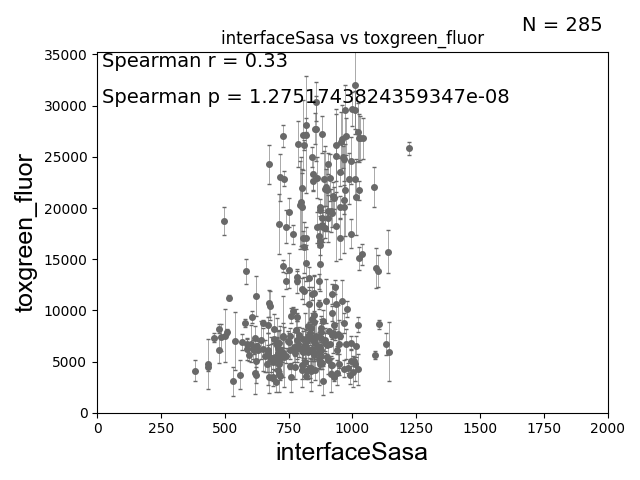 N = 285
interfaceSasa vs toxgreen_fluor
Spearman r = 0.33
Spearman p = 1.2751743824359347e-08
toxgreen_fluor
35000
30000
25000
20000
15000
10000
5000
0
0 250 500 750 1000 1250 1500 1750 2000
interfaceSasa